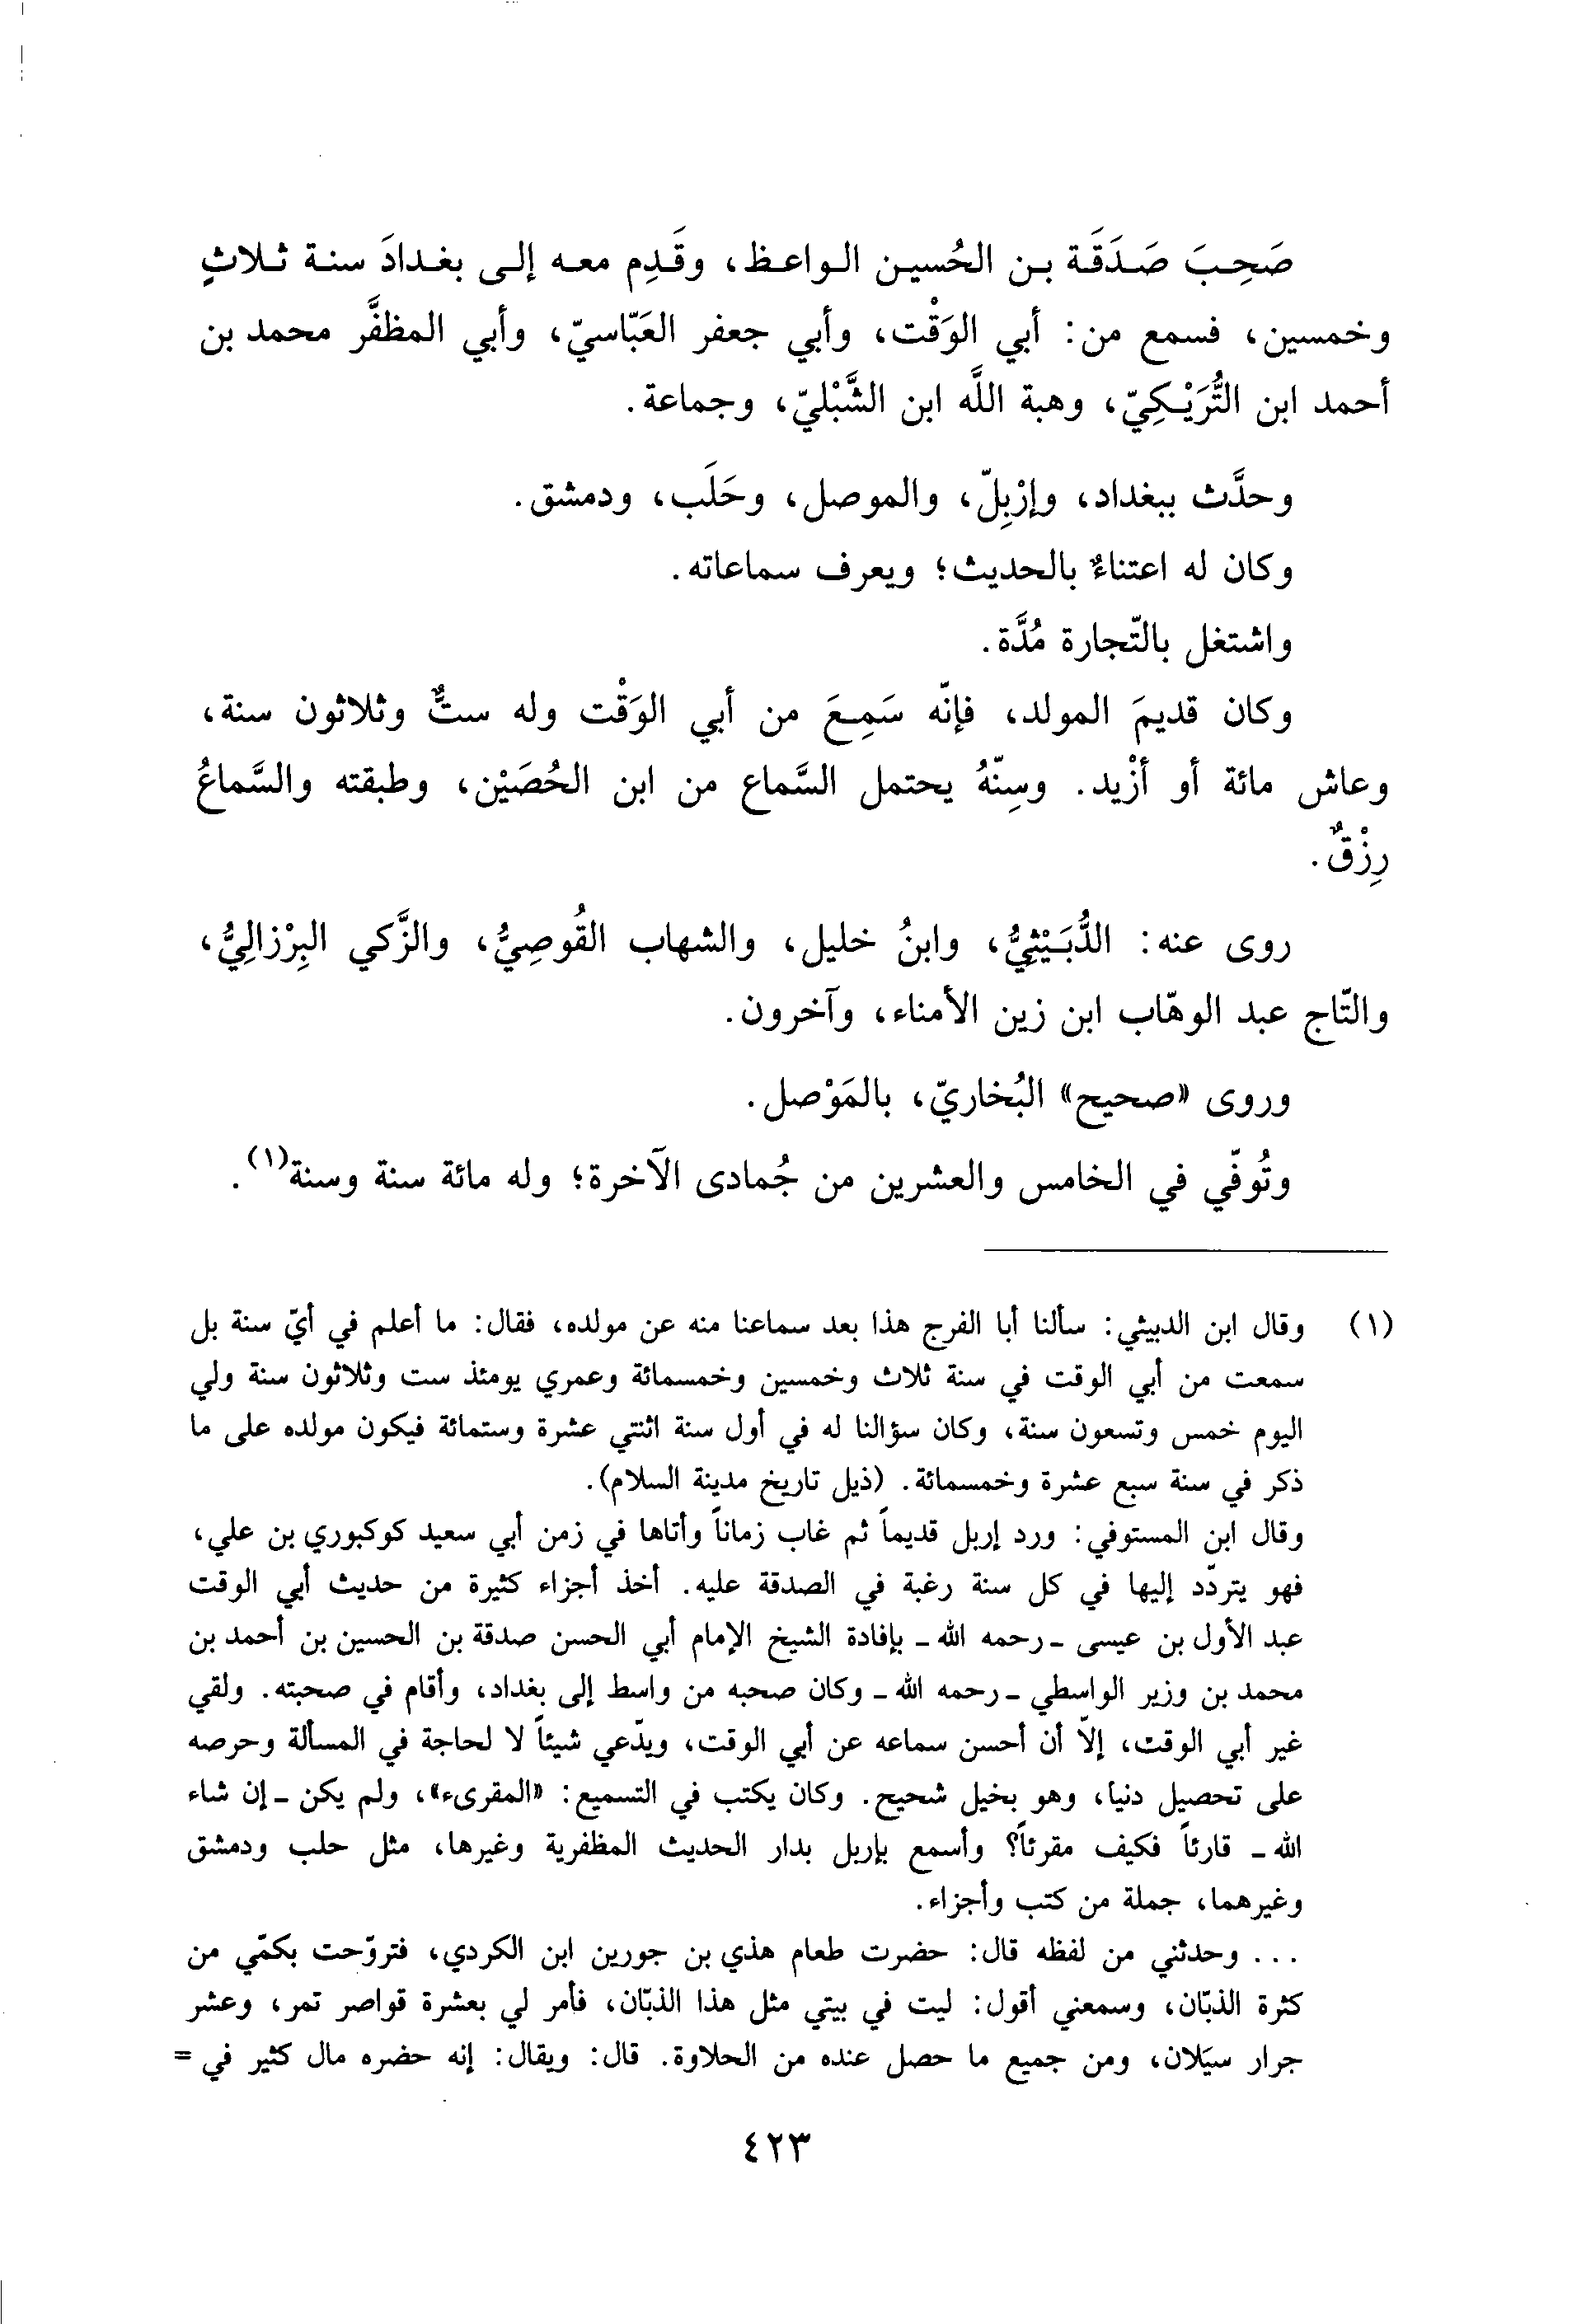 صَحِبَ صَدَقَة بن الحُسين الواعظ، وقَدِم معه إلى بغدادَ سنة ثلاثٍ
وخمسين، فسمع من: أبي الوَقْت، وأبي جعفر العَبّاسيّ، وأبي المظفَّر محمد بن
أحمد ابن التُّرَيْكِيّ، وهبة اللَّه ابن الشَّبْليّ، وجماعة.
وحدَّث ببغداد، وإرْبِلّ، والموصل، وحَلَب، ودمشق.
وكان له اعتناءٌ بالحديث؛ ويعرف سماعاته.
واشتغل بالتّجارة مُدَّة.
وكان قديمَ المولد، فإنّه سَمِعَ من أبي الوَقْت وله ستٌّ وثلاثون سنة،
وعاش مائة أو أزْيد. وسِنّهُ يحتمل السَّماع من ابن الحُصَيْن، وطبقته والسَّماعُ
رِزْقٌ.
روى عنه: الدُّبَيْثِيُّ، وابنُ خليل، والشهاب القُوصِيُّ، والزَّكي البِرْزالِيُّ،
والتّاج عبد الوهّاب ابن زين الأمناء، وآخرون.
وروى «صحيح» البُخاريّ، بالمَوْصل.
وتُوفّي في الخامس والعشرين من جُمادى الآخرة؛ وله مائة سنة وسنة(١).
(١) وقال ابن الدبيثي: سألنا أبا الفرج هذا بعد سماعنا منه عن مولده، فقال: ما أعلم في أيّ سنة بل
سمعت من أبي الوقت في سنة ثلاث وخمسين وخمسمائة وعمري يومئذ ست وثلاثون سنة ولي
اليوم خمس وتسعون سنة، وكان سؤالنا له في أول سنة اثنتي عشرة وستمائة فيكون مولده على ما
ذكر في سنة سبع عشرة وخمسمائة. (ذيل تاريخ مدينة السلام).
وقال ابن المستوفي: ورد إربل قديماً ثم غاب زماناً وأتاها في زمن أبي سعيد كوكبوري بن علي،
فهو يتردّد إليها في كل سنة رغبة في الصدقة عليه. أخذ أجزاء كثيرة من حديث أبي الوقت
عبد الأول بن عيسى - رحمه الله - بإفادة الشيخ الإمام أبي الحسن صدقة بن الحسين بن أحمد بن
محمد بن وزير الواسطي - رحمه الله - وكان صحبه من واسط إلى بغداد، وأقام في صحبته. ولقي
غير أبي الوقت، إلاّ أن أحسن سماعه عن أبي الوقت، ويدّعي شيئاً لا لحاجة في المسألة وحرصه
على تحصيل دنيا، وهو بخيل شحيح. وكان يكتب في التسميع: «المقرىء»، ولم يكن - إن شاء
الله - قارئاً فكيف مقرئاً؟ وأسمع بإربل بدار الحديث المظفرية وغيرها، مثل حلب ودمشق
وغيرهما، جملة من كتب وأجزاء.
... وحدثني من لفظه قال: حضرت طعام هذي بن جورين ابن الكردي، فتروّحت بكمّي من
كثرة الذبّان، وسمعني أقول: ليت في بيتي مثل هذا الذبّان، فأمر لي بعشرة قواصر تمر، وعشر
جرار سيَلان، ومن جميع ما حصل عنده من الحلاوة. قال: ويقال: إنه حضره مال كثير في =
٤٢٣